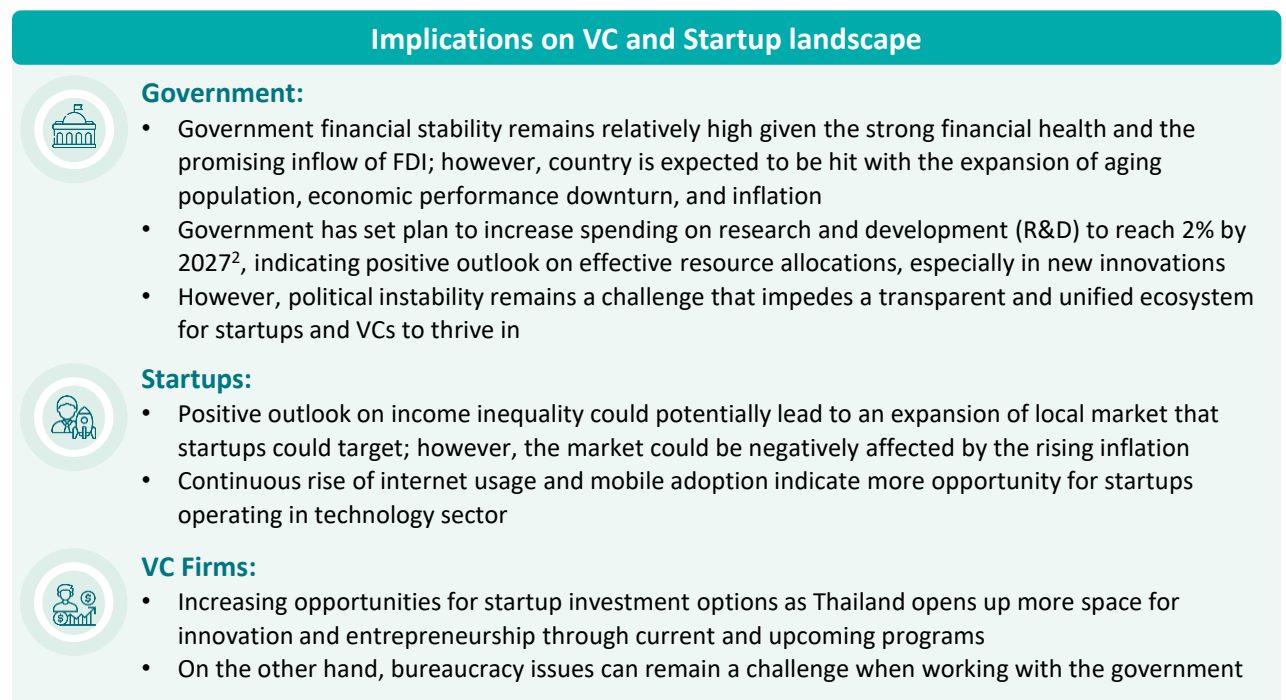 Implications on VC and Startup landscape
Government:
• Government financial stability remains relatively high given the strong financial health and the
promising inflow of FDI; however, country is expected to be hit with the expansion of aging
population, economic performance downturn, and inflation
• Government has set plan to increase spending on research and development (R&D) to reach 2% by
2027², indicating positive outlook on effective resource allocations, especially in new innovations
• However, political instability remains a challenge that impedes a transparent and unified ecosystem
for startups and VCs to thrive in
Startups:
• Positive outlook on income inequality could potentially lead to an expansion of local market that
startups could target; however, the market could be negatively affected by the rising inflation
• Continuous rise of internet usage and mobile adoption indicate more opportunity for startups
operating in technology sector
VC Firms:
• Increasing opportunities for startup investment options as Thailand opens up more space for
innovation and entrepreneurship through current and upcoming programs
• On the other hand, bureaucracy issues can remain a challenge when working with the government